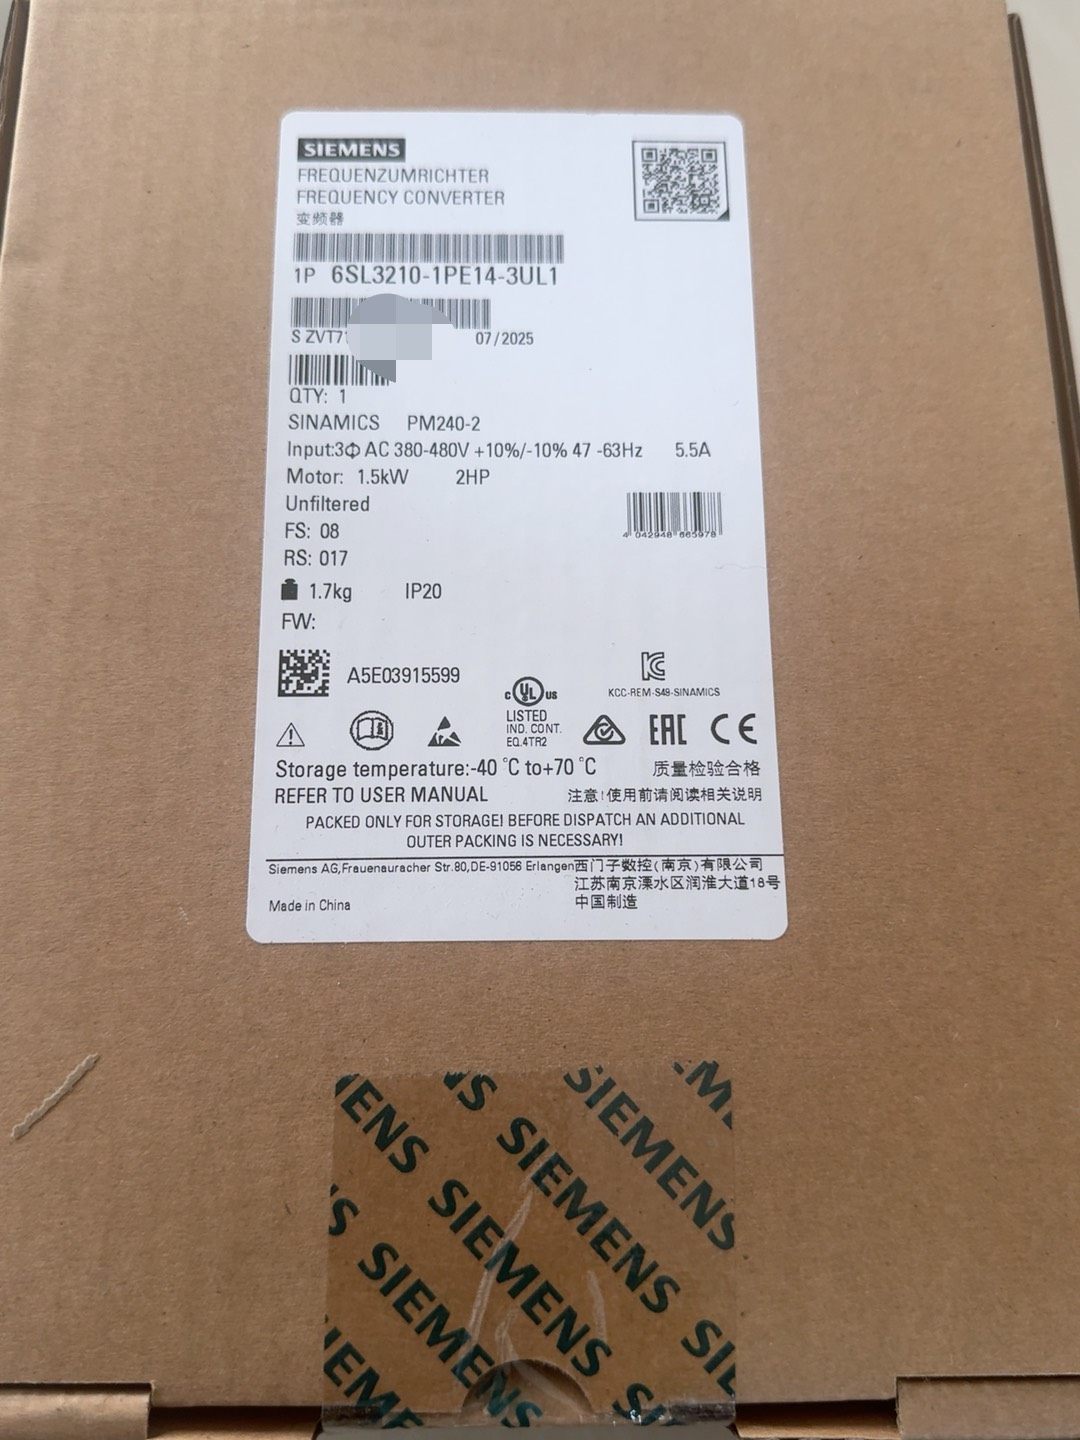 SIEMENS
FREQUENZUMRICHTER
FREQUENCY CONVERTER
变频器
1P 6SL3210-1PE14-3UL1
S ZVT71
07/2025
QTY: 1
SINAMICS PM240-2
Input:3Φ AC 380-480V +10%/-10% 47 -63Hz 5.5A
Motor: 1.5kW 2HP
Unfiltered
4 042948 665978
FS: 08
RS: 017
1.7kg IP20
FW:
A5E03915599
C UL US
LISTED
IND. CONT.
EQ.4TR2
KCC-REM-S49-SINAMICS
EAC CE
Storage temperature:-40 °C to+70 °C 质量检验合格
REFER TO USER MANUAL 注意!使用前请阅读相关说明
PACKED ONLY FOR STORAGE! BEFORE DISPATCH AN ADDITIONAL
OUTER PACKING IS NECESSARY!
Siemens AG,Frauenauracher Str.80,DE-91056 Erlangen
西门子数控(南京)有限公司
江苏南京溧水区润淮大道18号
Made in China
中国制造
SIEMENS
SIEMENS
SIEMENS
SIEMENS